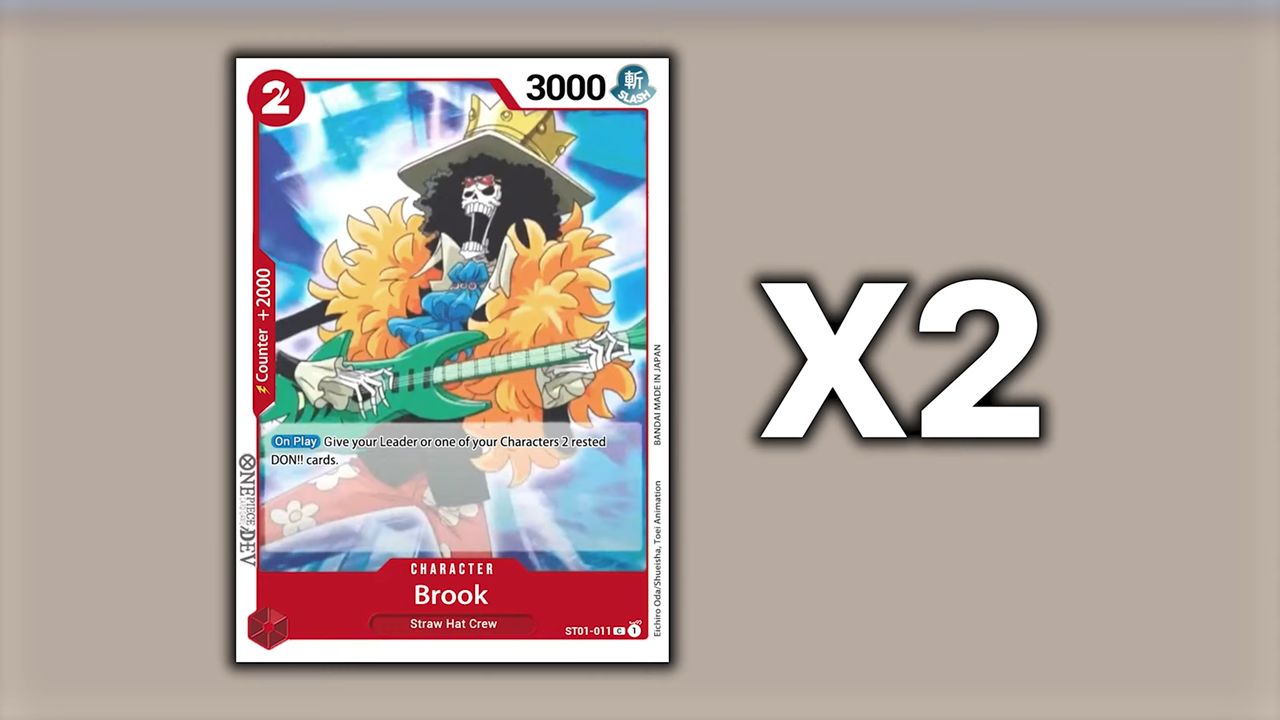 2
3000
斬
SLASH
Counter +2000
On Play Give your Leader or one of your Characters 2 rested
DON!! cards.
CHARACTER
Brook
Straw Hat Crew
ST01-011 C 1
BANDAI MADE IN JAPAN
Eichiro Oda/Shueisha, Toei Animation
ONE PIECE
DEV
X2